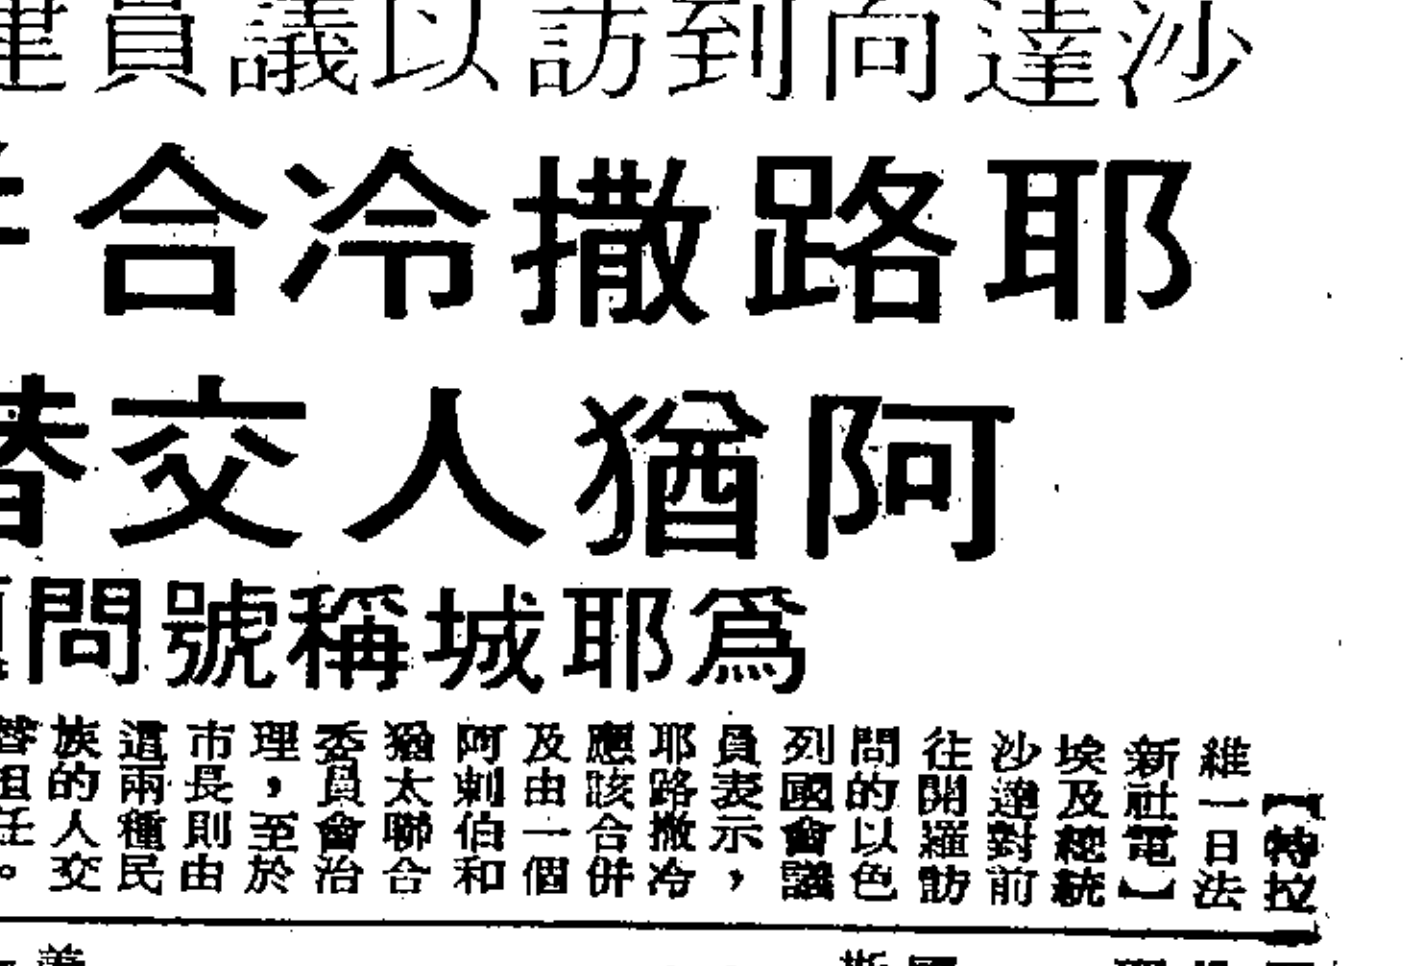 沙達向到訪以議員建
耶路撒冷合
阿猶人交替
為耶城稱號問
【特拉
維一日法
新社電】
埃及總統
沙達對前
往開羅訪
問的以色
列國會議
員表示，
耶路撒冷
應該合併
及由一個
阿剌伯和
猶太聯合
委員會治
理，至於
市長則由
這兩種民
族的人交
替担任。